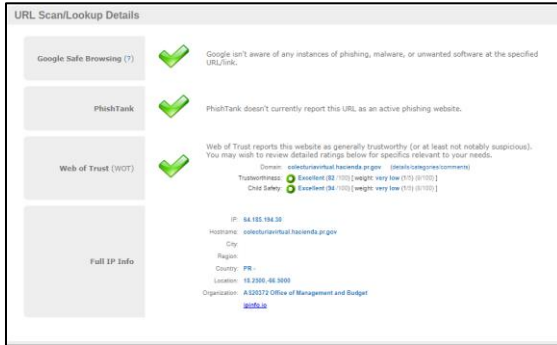 URL Scan/Lookup Details
Google Safe Browsing (?)
Google isn't aware of any instances of phishing, malware, or unwanted software at the specified
URL/link.
PhishTank
PhishTank doesn't currently report this URL as an active phishing website.
Web of Trust (WOT)
Web of Trust reports this website as generally trustworthy (or at least not notably suspicious).
You may wish to review detailed ratings below for specifics relevant to your needs.
Domain: colecturiavirtual.hacienda.pr.gov (details/categories/comments)
Trustworthiness: Excellent (82 /100) [ weight: very low (1/5) (6/100) ]
Child Safety: Excellent (94 /100) [ weight: very low (1/5) (6/100) ]
Full IP Info
IP: 64.185.194.30
Hostname: colecturiavirtual.hacienda.pr.gov
City:
Region:
Country: PR -
Location: 18.2500,-66.5000
Organization: Office of Management and Budget
ipinfo.io